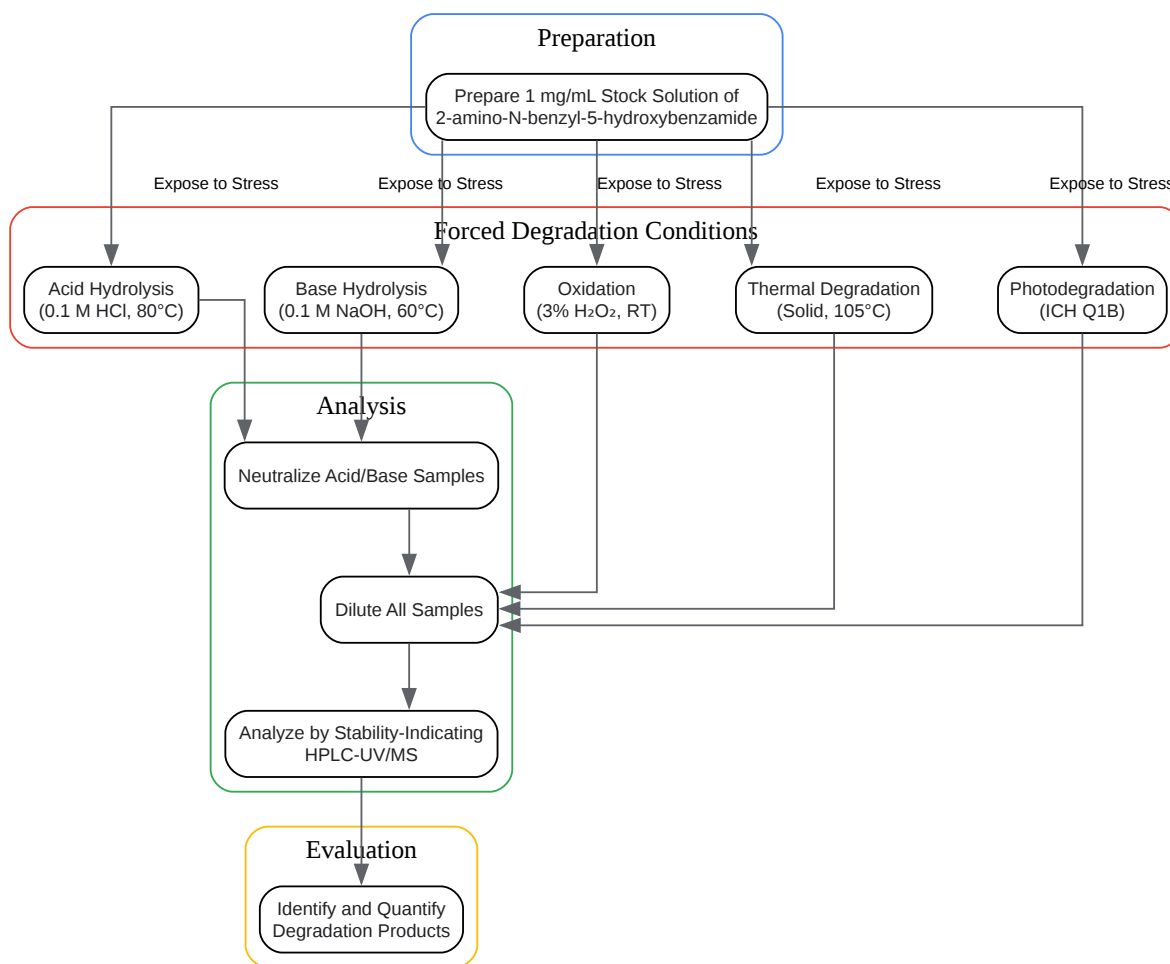 Preparation
Prepare 1 mg/mL Stock Solution of
2-amino-N-benzyl-5-hydroxybenzamide
Expose to Stress
Expose to Stress
Expose to Stress
Expose to Stress
Expose to Stress
Forced Degradation Conditions
Acid Hydrolysis
(0.1 M HCl, 80°C)
Base Hydrolysis
(0.1 M NaOH, 60°C)
Oxidation
(3% H₂O₂, RT)
Thermal Degradation
(Solid, 105°C)
Photodegradation
(ICH Q1B)
Analysis
Neutralize Acid/Base Samples
Dilute All Samples
Analyze by Stability-Indicating
HPLC-UV/MS
Evaluation
Identify and Quantify
Degradation Products